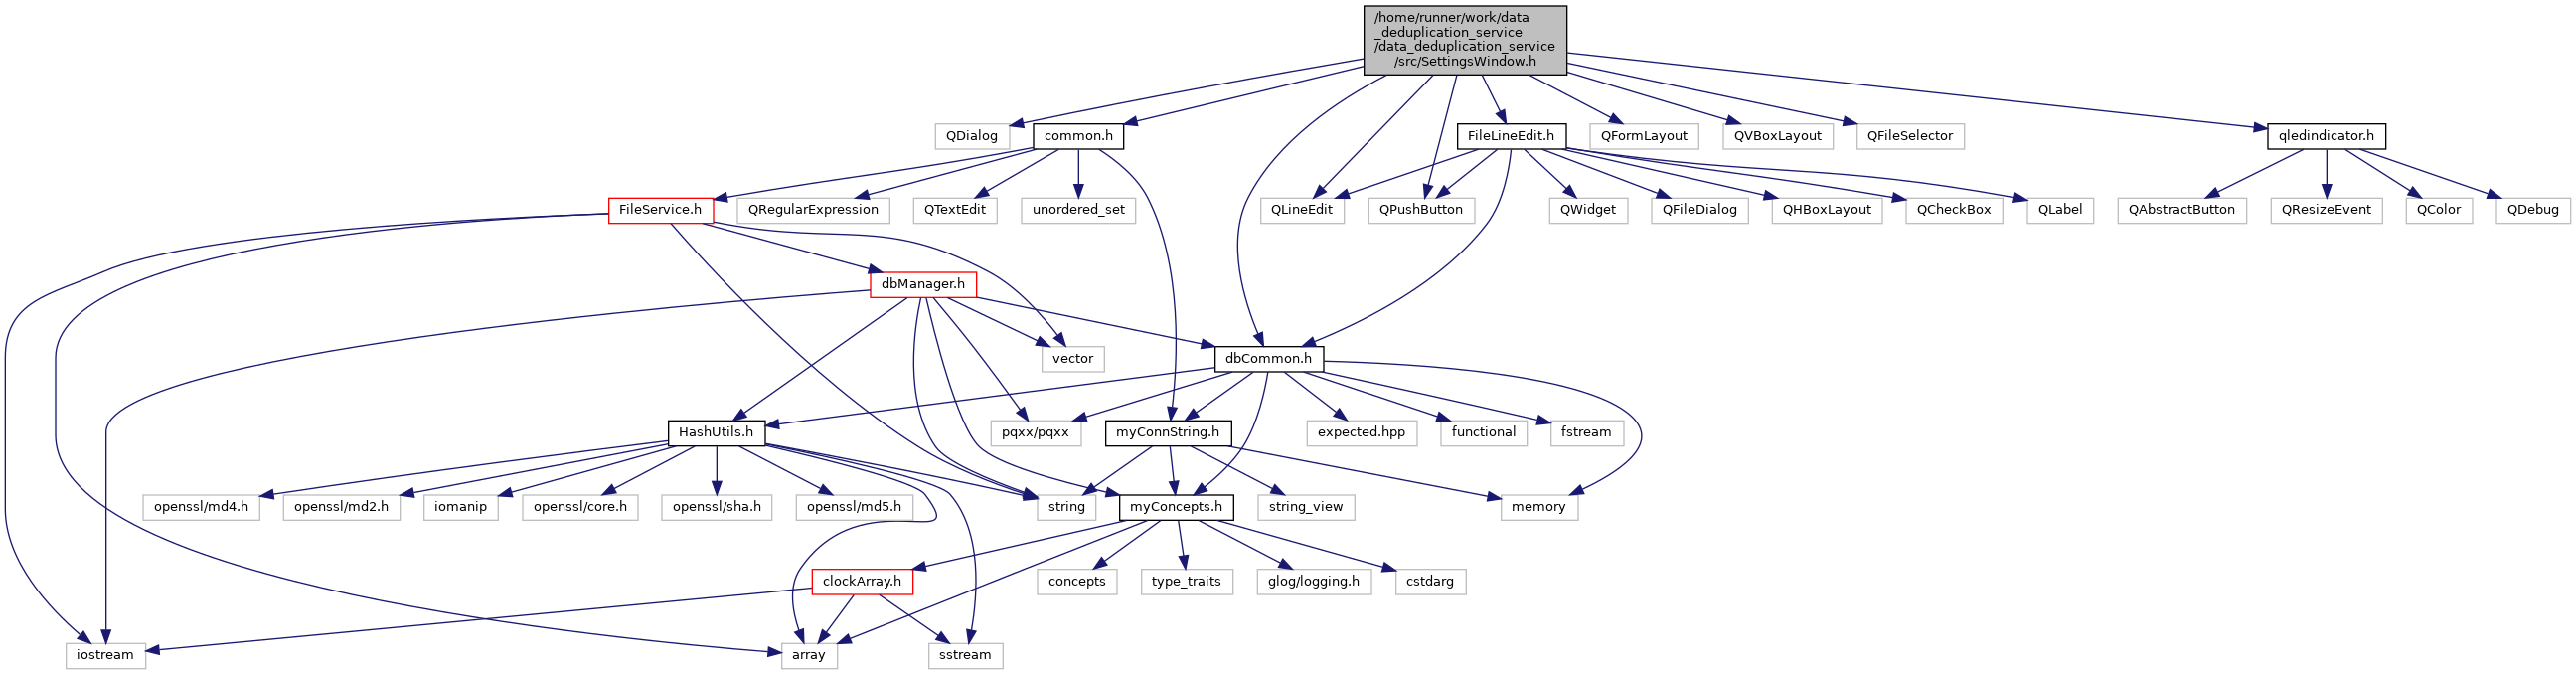 /home/runner/work/data
_deduplication_service
/data_deduplication_service
/src/SettingsWindow.h
QDialog
common.h
FileLineEdit.h
QFormLayout
QVBoxLayout
QFileSelector
qledindicator.h
FileService.h
QRegularExpression
QTextEdit
unordered_set
QLineEdit
QPushButton
QWidget
QFileDialog
QHBoxLayout
QCheckBox
QLabel
QAbstractButton
QResizeEvent
QColor
QDebug
dbManager.h
vector
dbCommon.h
HashUtils.h
pqxx/pqxx
myConnString.h
expected.hpp
functional
fstream
openssl/md4.h
openssl/md2.h
iomanip
openssl/core.h
openssl/sha.h
openssl/md5.h
string
myConcepts.h
string_view
memory
clockArray.h
concepts
type_traits
glog/logging.h
cstdarg
iostream
array
sstream